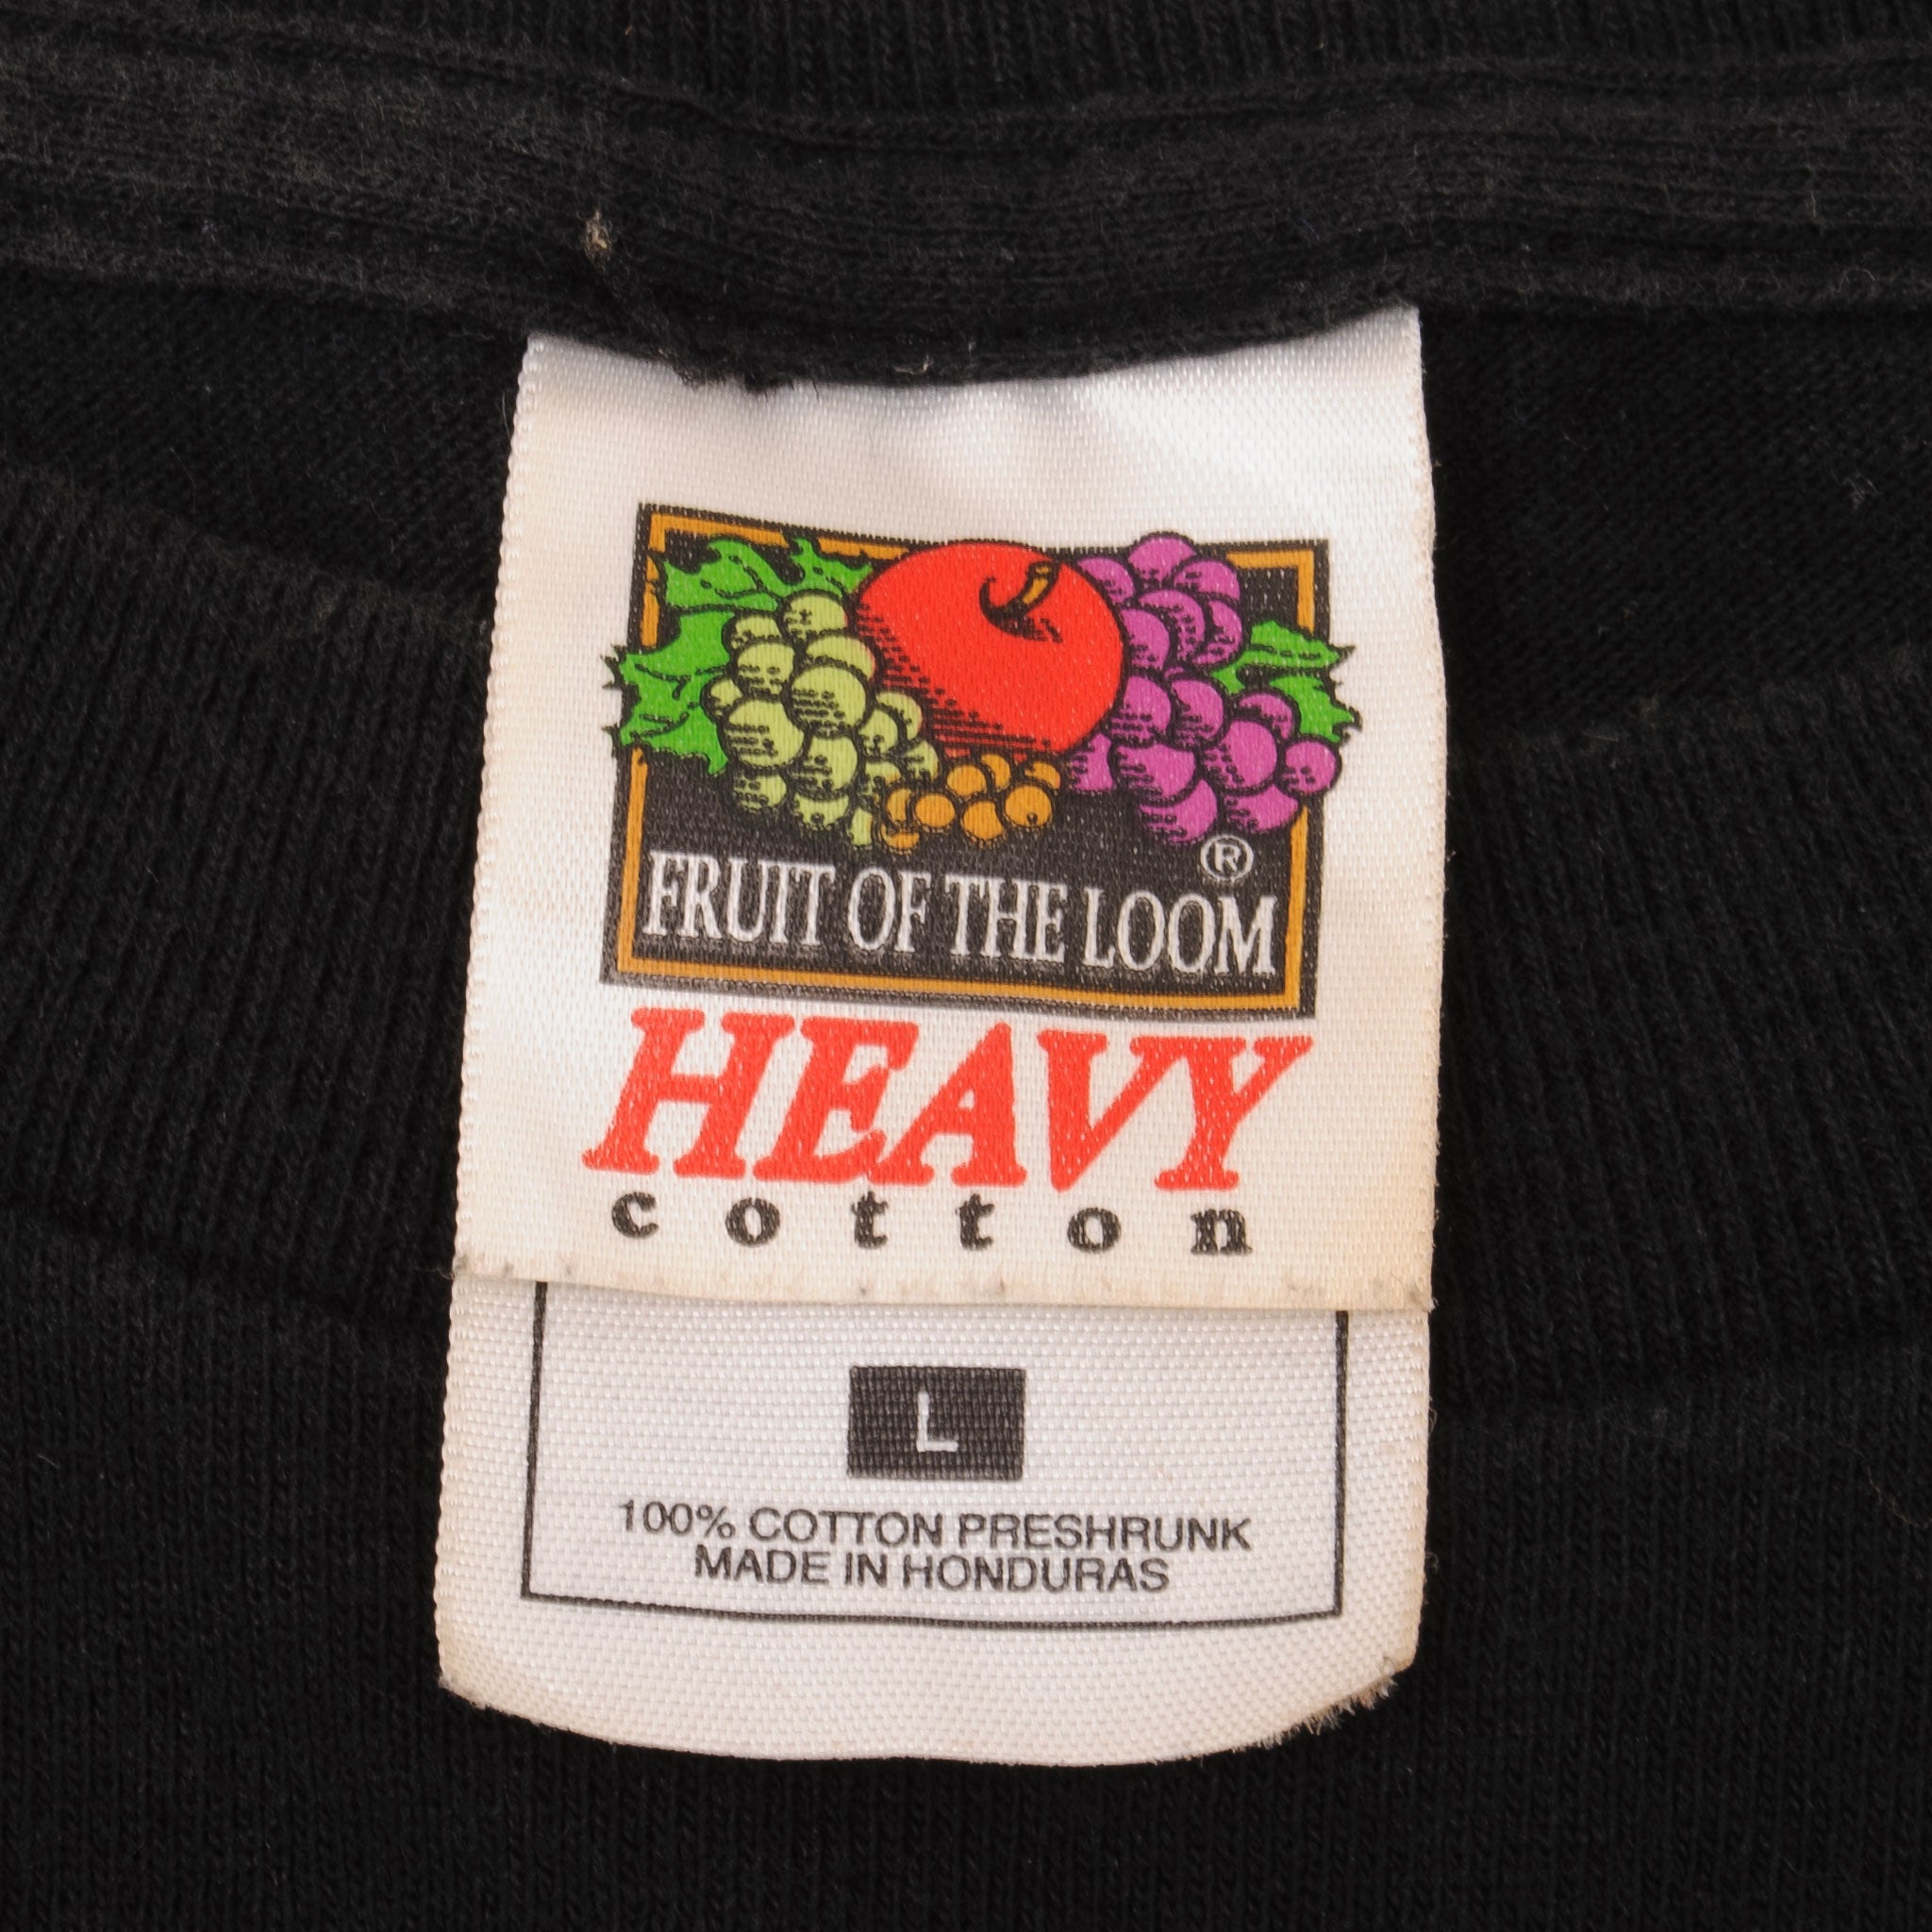 ®
FRUIT OF THE LOOM
HEAVY
cotton
L
100% COTTON PRESHRUNK
MADE IN HONDURAS